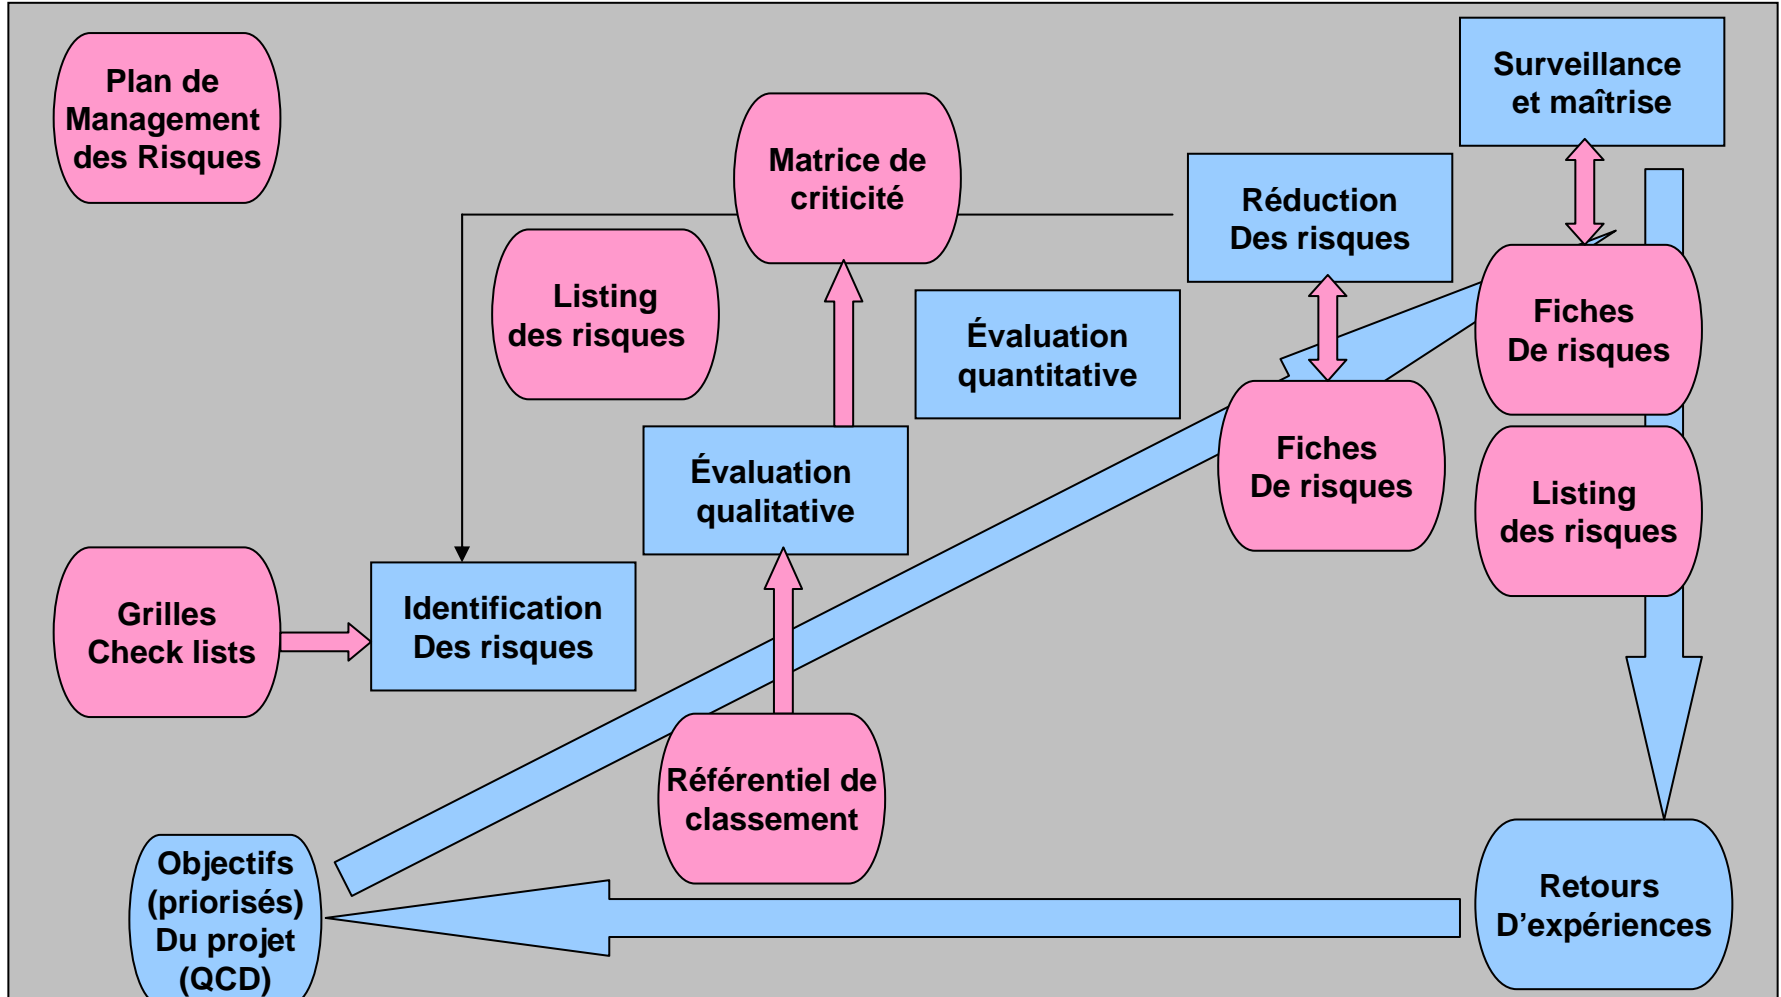 Plan de
Management
des Risques
Surveillance
et maîtrise
Matrice de
criticité
Réduction
Des risques
Listing
des risques
Évaluation
quantitative
Fiches
De risques
Évaluation
qualitative
Fiches
De risques
Listing
des risques
Grilles
Check lists
Identification
Des risques
Référentiel de
classement
Objectifs
(priorisés)
Du projet
(QCD)
Retours
D'expériences